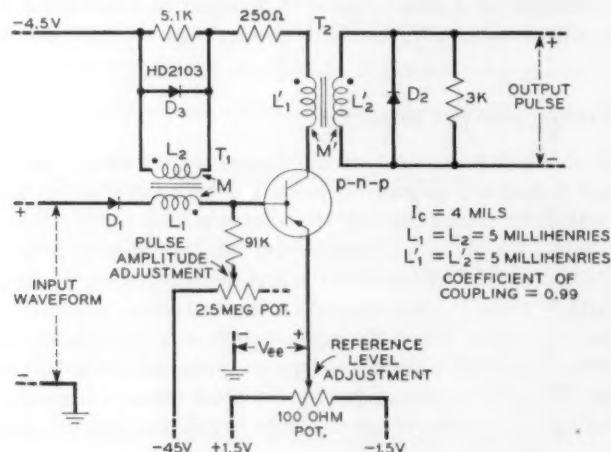 -4.5V
5.1K
250Ω
T2
HD2103
D3
L2
T1
M
L1
D1
L'1
L'2
M'
D2
3K
+
OUTPUT
PULSE
-
p-n-p
+
INPUT
WAVEFORM
-
91K
PULSE
AMPLITUDE
ADJUSTMENT
2.5 MEG POT.
IC = 4 MILS
L1 = L2 = 5 MILLIHENRIES
L'1 = L'2 = 5 MILLIHENRIES
COEFFICIENT OF
COUPLING = 0.99
- Vee +
REFERENCE
LEVEL
ADJUSTMENT
100 OHM
POT.
-45V
+1.5V
-1.5V